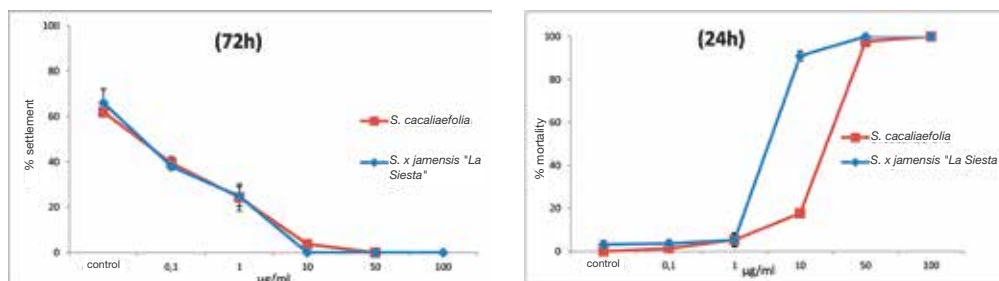 (72h)
% settlement
100
80
60
40
20
0
control
0,1
1
10
50
100
µg/ml
S. cacaliaefolia
S. x jamensis "La
Siesta"
(24h)
% mortality
100
80
60
40
20
0
control
0,1
1
10
50
100
µg/ml
S. cacaliaefolia
S. x jamensis "La Siesta